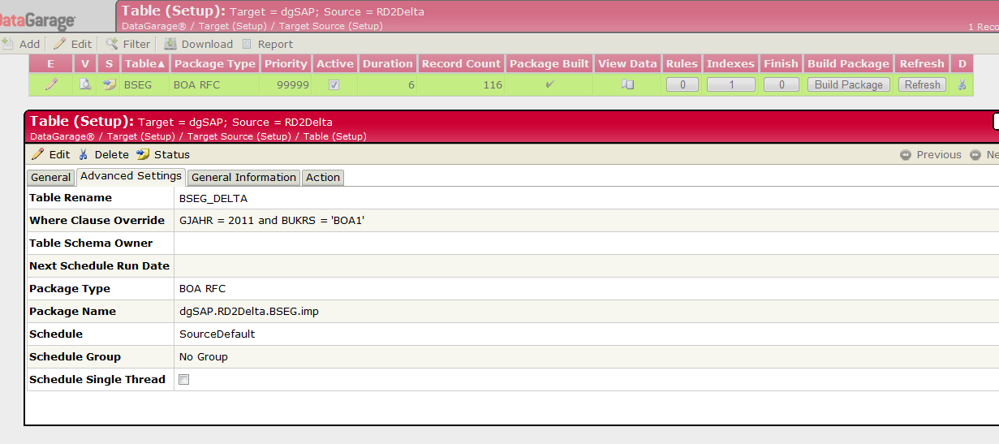 DataGarage
Table (Setup): Target = dgSAP; Source = RD2Delta
DataGarage® / Target (Setup) / Target Source (Setup)
1 Reco
Add Edit Filter Download Report
E V S Table▲ Package Type Priority Active Duration Record Count Package Built View Data Rules Indexes Finish Build Package Refresh D
BSEG BOA RFC 99999 6 116 0 1 0 Build Package Refresh
Table (Setup): Target = dgSAP; Source = RD2Delta
DataGarage® / Target (Setup) / Target Source (Setup) / Table (Setup)
Edit Delete Status Previous Ne
General Advanced Settings General Information Action
Table Rename BSEG_DELTA
Where Clause Override GJAHR = 2011 and BUKRS = 'BOA1'
Table Schema Owner
Next Schedule Run Date
Package Type BOA RFC
Package Name dgSAP.RD2Delta.BSEG.imp
Schedule SourceDefault
Schedule Group No Group
Schedule Single Thread